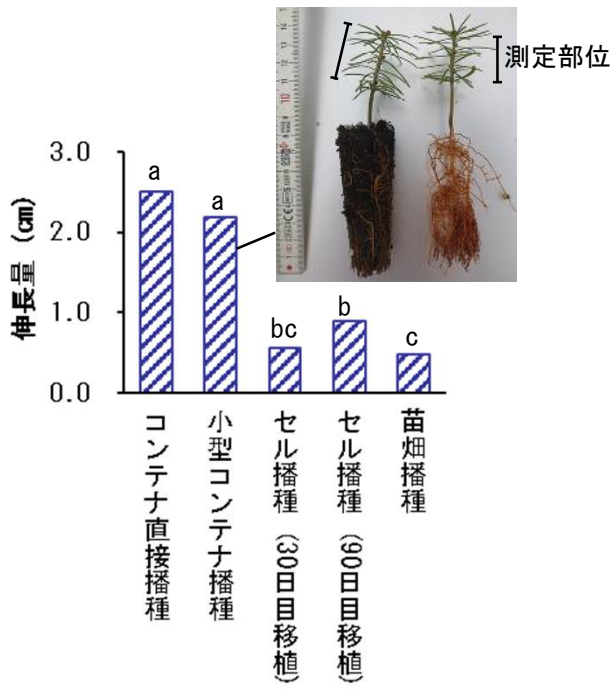 測定部位
伸長量 (㎝)
3.0
2.0
1.0
0.0
a
a
bc
b
c
コンテナ直接播種
小型コンテナ播種
セル播種 (30日目移植)
セル播種 (90日目移植)
苗畑播種